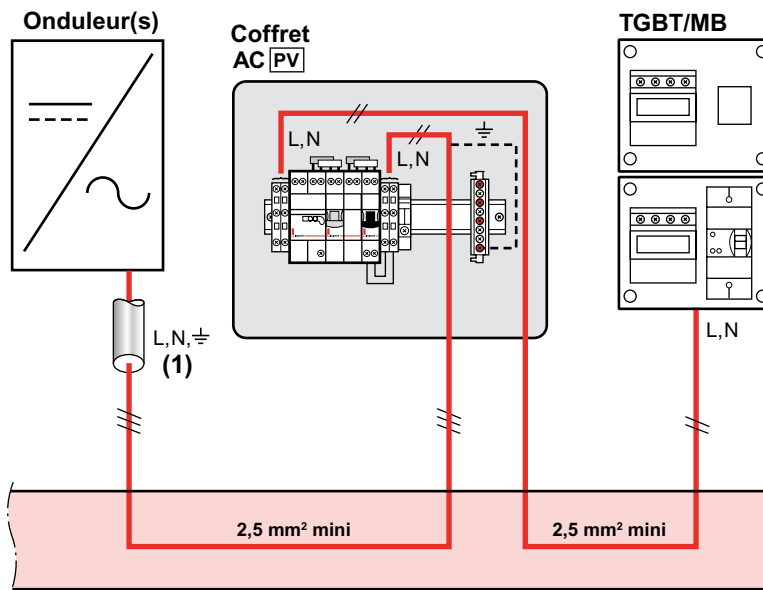 Onduleur(s)
Coffret
AC PV
TGBT/MB
L,N
L,N
L,N,⏚
(1)
L,N
2,5 mm² mini
2,5 mm² mini